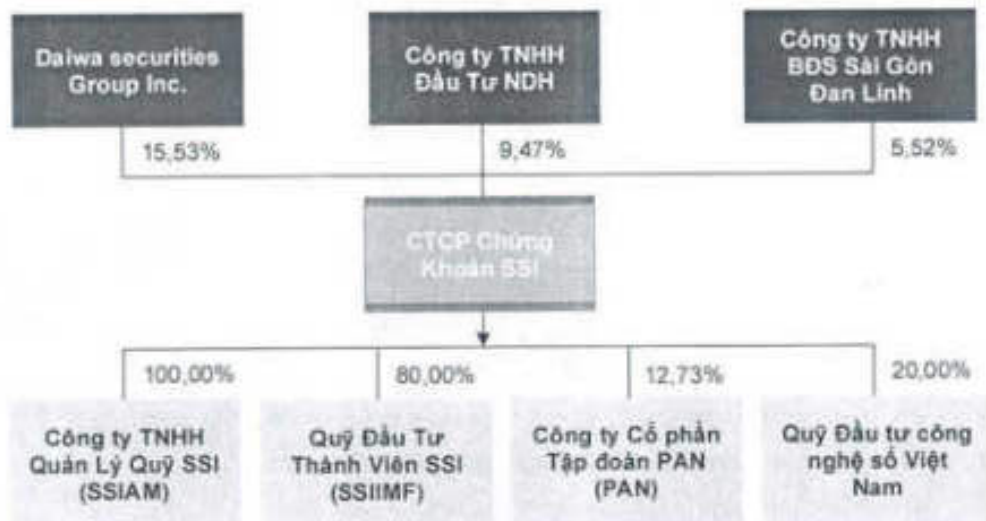 Daiwa securities
Group Inc.
Công ty TNHH
Đầu Tư NDH
Công ty TNHH
BĐS Sài Gòn
Đan Linh
15,53%
9,47%
5,52%
CTCP Chứng
Khoán SSI
100,00%
80,00%
12,73%
20,00%
Công ty TNHH
Quản Lý Quỹ SSI
(SSIAM)
Quỹ Đầu Tư
Thành Viên SSI
(SSIIMF)
Công ty Cổ phần
Tập đoàn PAN
(PAN)
Quỹ Đầu tư công
nghệ số Việt
Nam